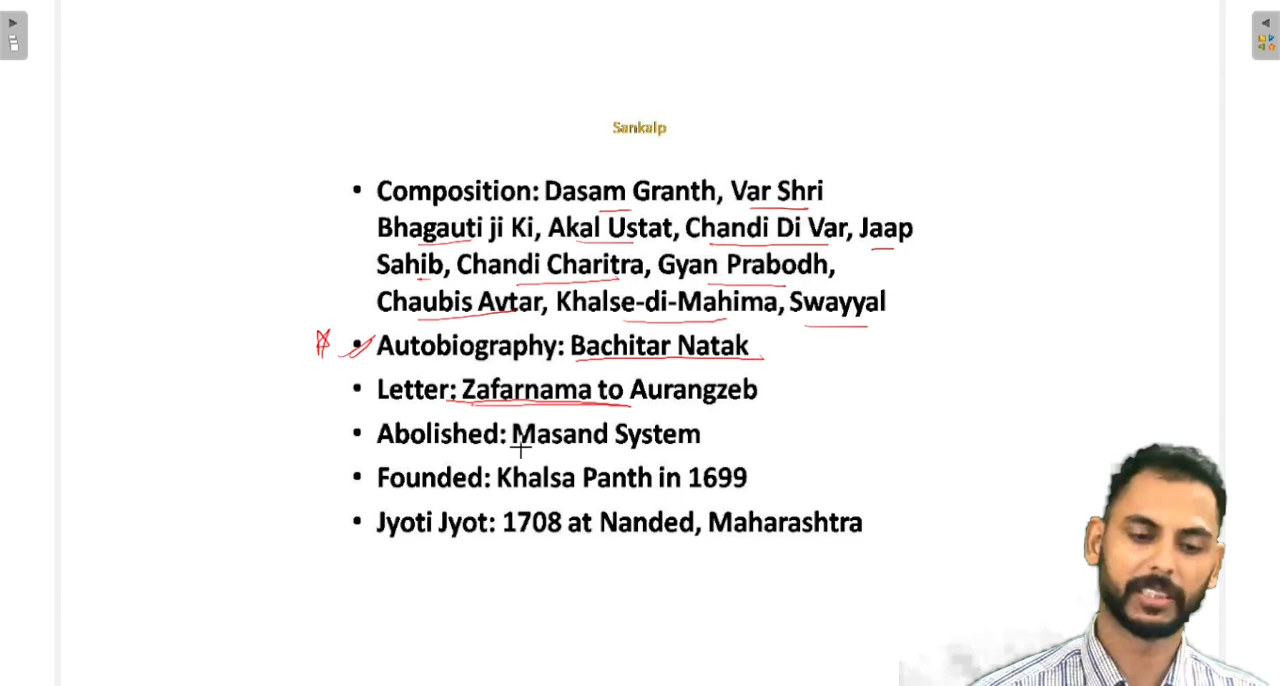 Sankalp
• Composition: Dasam Granth, Var Shri
Bhagauti ji Ki, Akal Ustat, Chandi Di Var, Jaap
Sahib, Chandi Charitra, Gyan Prabodh,
Chaubis Avtar, Khalse-di-Mahima, Swayyal
• Autobiography: Bachitar Natak
• Letter: Zafarnama to Aurangzeb
• Abolished: Masand System
• Founded: Khalsa Panth in 1699
• Jyoti Jyot: 1708 at Nanded, Maharashtra